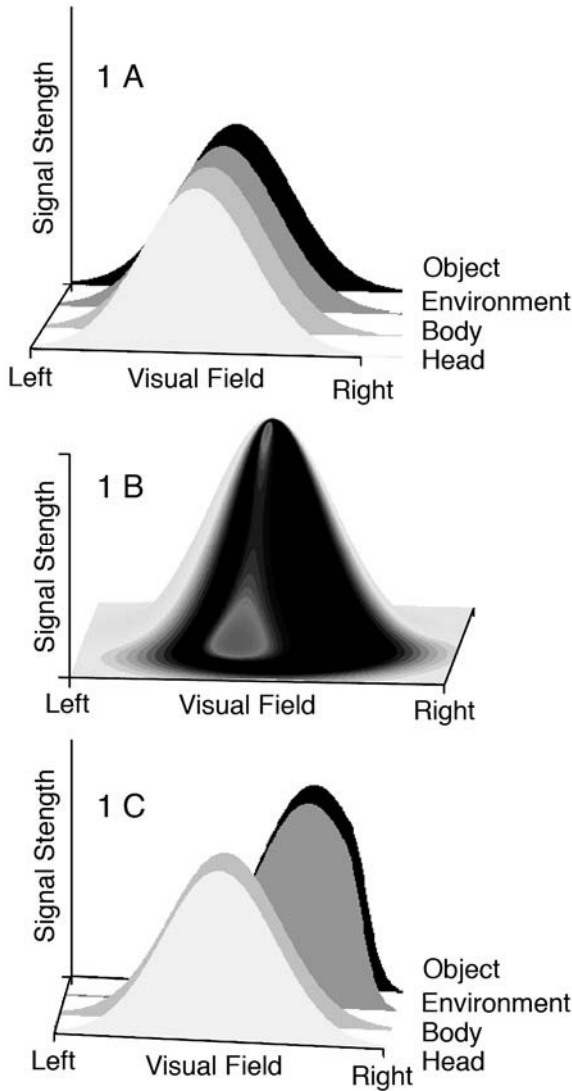 Signal Stength
1 A
Object
Environment
Body
Head
Left
Visual Field
Right
Signal Stength
1 B
Left
Visual Field
Right
Signal Stength
1 C
Object
Environment
Body
Head
Left
Visual Field
Right